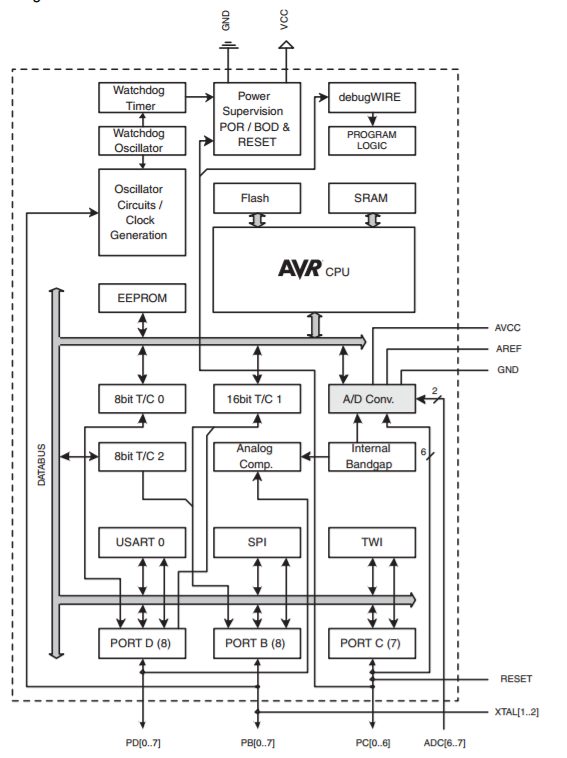 GND
VCC
Watchdog
Timer
Power
Supervision
POR / BOD &
RESET
debugWIRE
PROGRAM
LOGIC
Watchdog
Oscillator
Oscillator
Circuits /
Clock
Generation
Flash
SRAM
AVR CPU
EEPROM
AVCC
AREF
GND
8bit T/C 0
16bit T/C 1
A/D Conv.
2
8bit T/C 2
Analog
Comp.
Internal
Bandgap
6
DATABUS
USART 0
SPI
TWI
PORT D (8)
PORT B (8)
PORT C (7)
RESET
XTAL[1..2]
PD[0..7]
PB[0..7]
PC[0..6]
ADC[6..7]